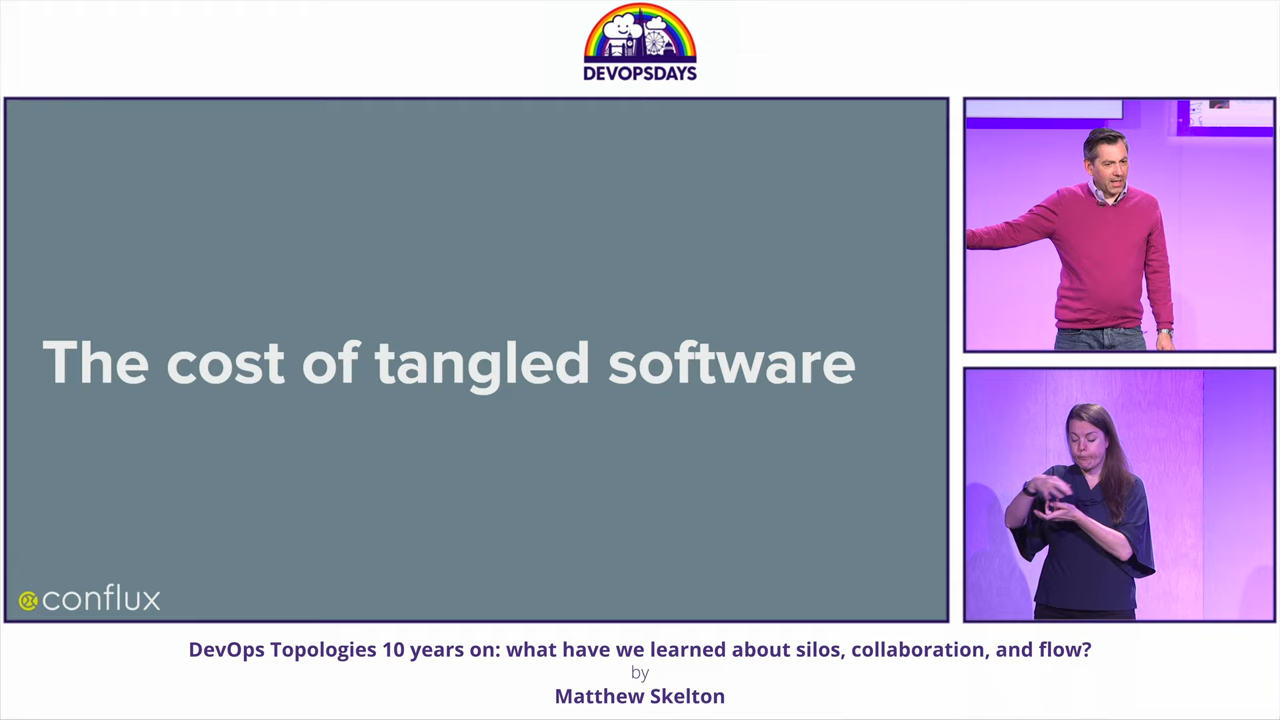 DEVOPSDAYS
The cost of tangled software
conflux
DevOps Topologies 10 years on: what have we learned about silos, collaboration, and flow?
by
Matthew Skelton